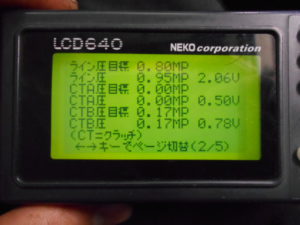 LCD640
NEKO corporation
ライン圧目標 0.80MP
ライン圧 0.95MP 2.06V
CTA圧目標 0.00MP
CTA圧 0.00MP 0.50V
CTB圧目標 0.17MP
CTB圧 0.17MP 0.78V
(CT=クラッチ)
←→キーでページ切替(2/5)